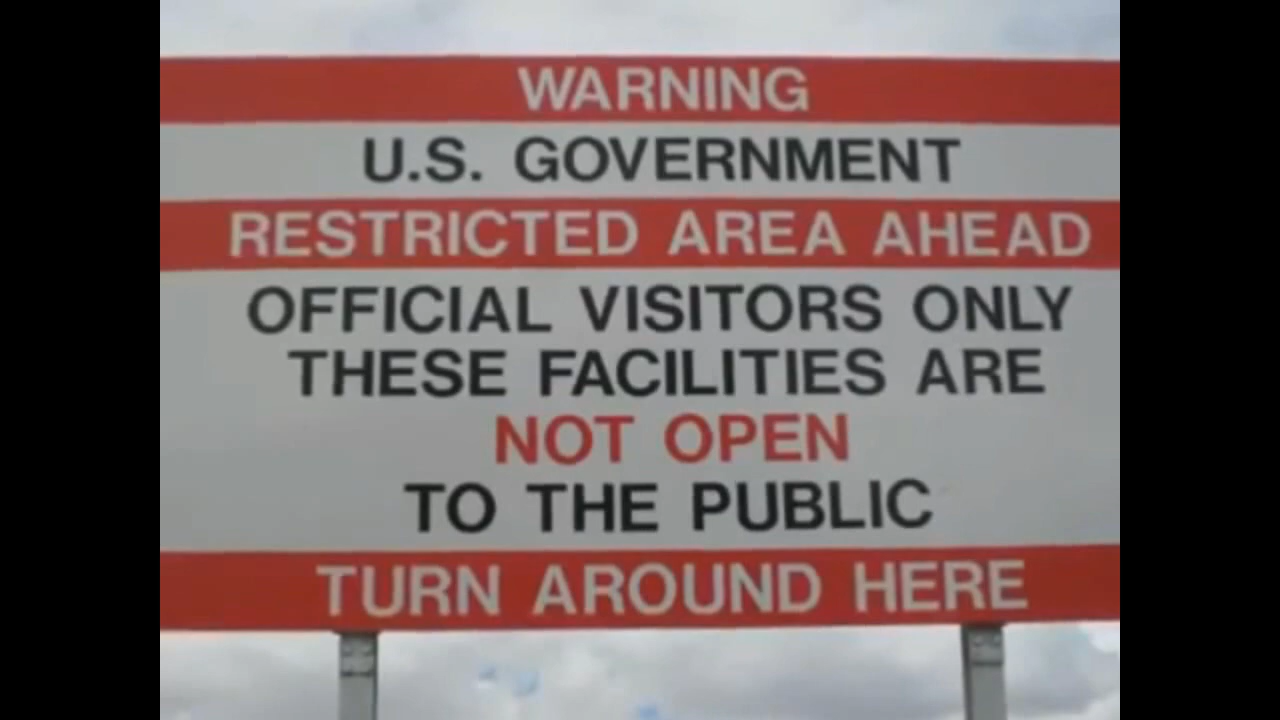 WARNING
U.S. GOVERNMENT
RESTRICTED AREA AHEAD
OFFICIAL VISITORS ONLY
THESE FACILITIES ARE
NOT OPEN
TO THE PUBLIC
TURN AROUND HERE